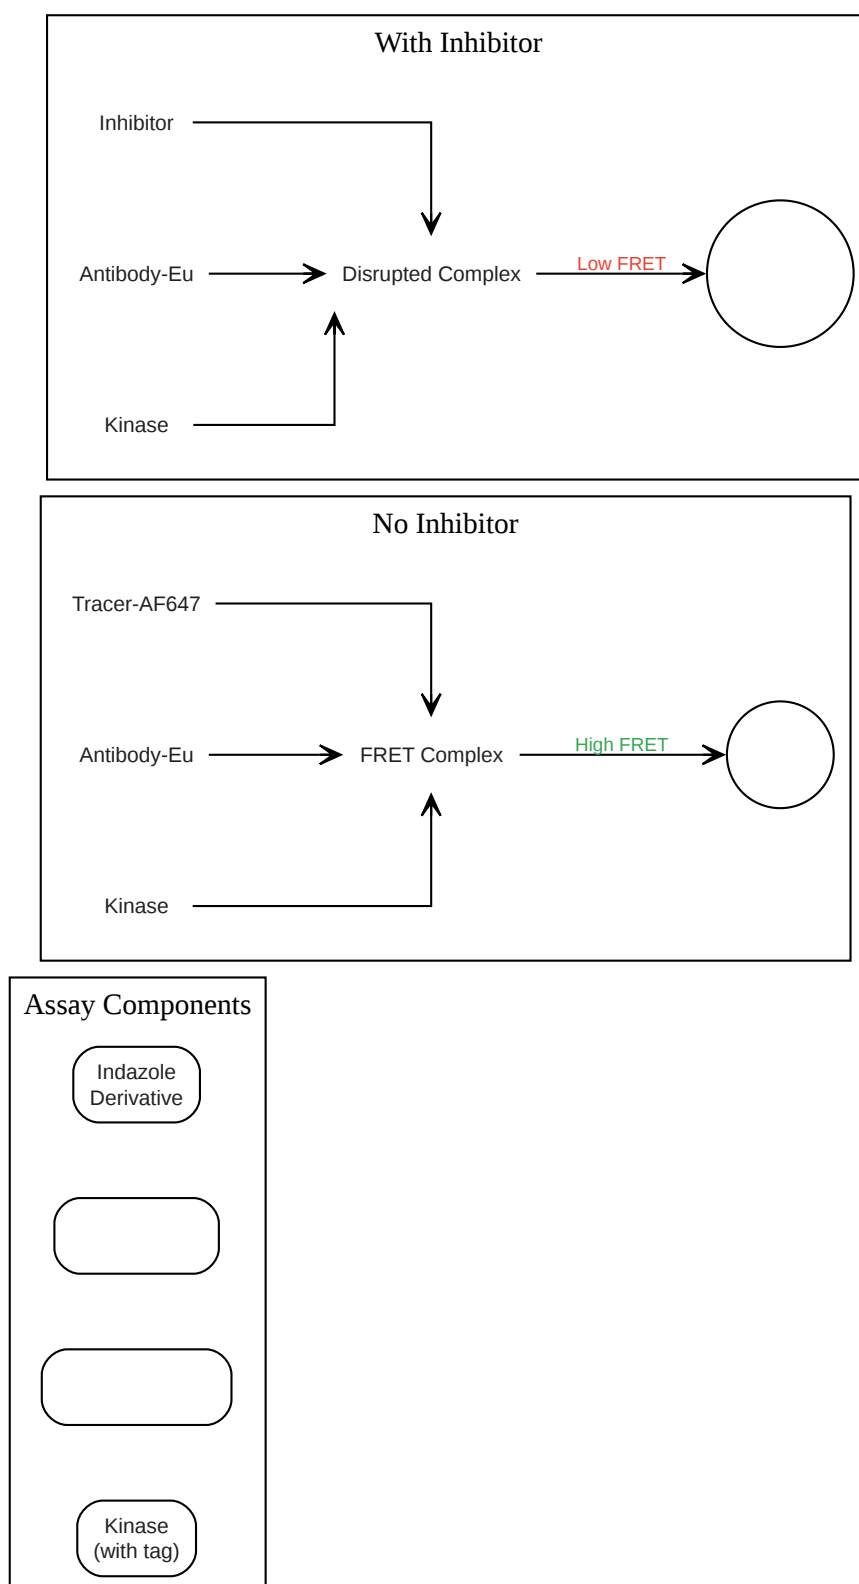 With Inhibitor
Inhibitor
Antibody-Eu
Disrupted Complex
Low FRET
Kinase
No Inhibitor
Tracer-AF647
Antibody-Eu
FRET Complex
High FRET
Kinase
Assay Components
Indazole
Derivative
Kinase
(with tag)